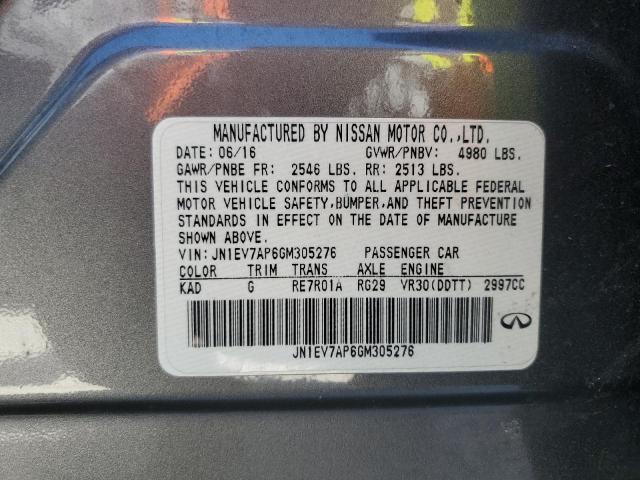 MANUFACTURED BY NISSAN MOTOR CO.,LTD.
DATE: 06/16 GVWR/PNBV: 4980 LBS.
GAWR/PNBE FR: 2546 LBS. RR: 2513 LBS.
THIS VEHICLE CONFORMS TO ALL APPLICABLE FEDERAL
MOTOR VEHICLE SAFETY,BUMPER,AND THEFT PREVENTION
STANDARDS IN EFFECT ON THE DATE OF MANUFACTURE
SHOWN ABOVE.
VIN: JN1EV7AP6GM305276 PASSENGER CAR
COLOR TRIM TRANS AXLE ENGINE
KAD G RE7R01A RG29 VR30(DDTT) 2997CC
JN1EV7AP6GM305276